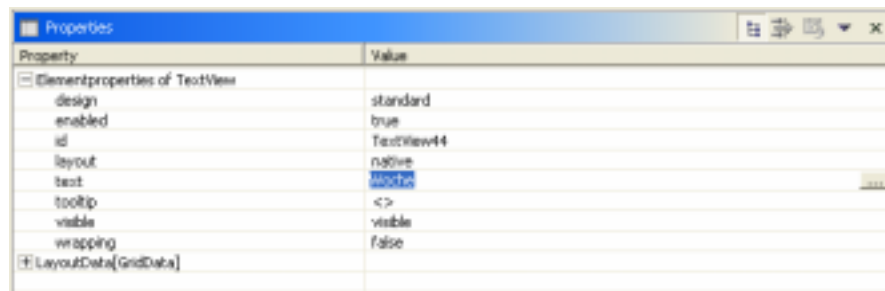 Properties
Property Value
Elementproperties of TextView
design standard
enabled true
id TextView44
layout native
text Woche
tooltip <>
visible visible
wrapping false
LayoutData[GridData]